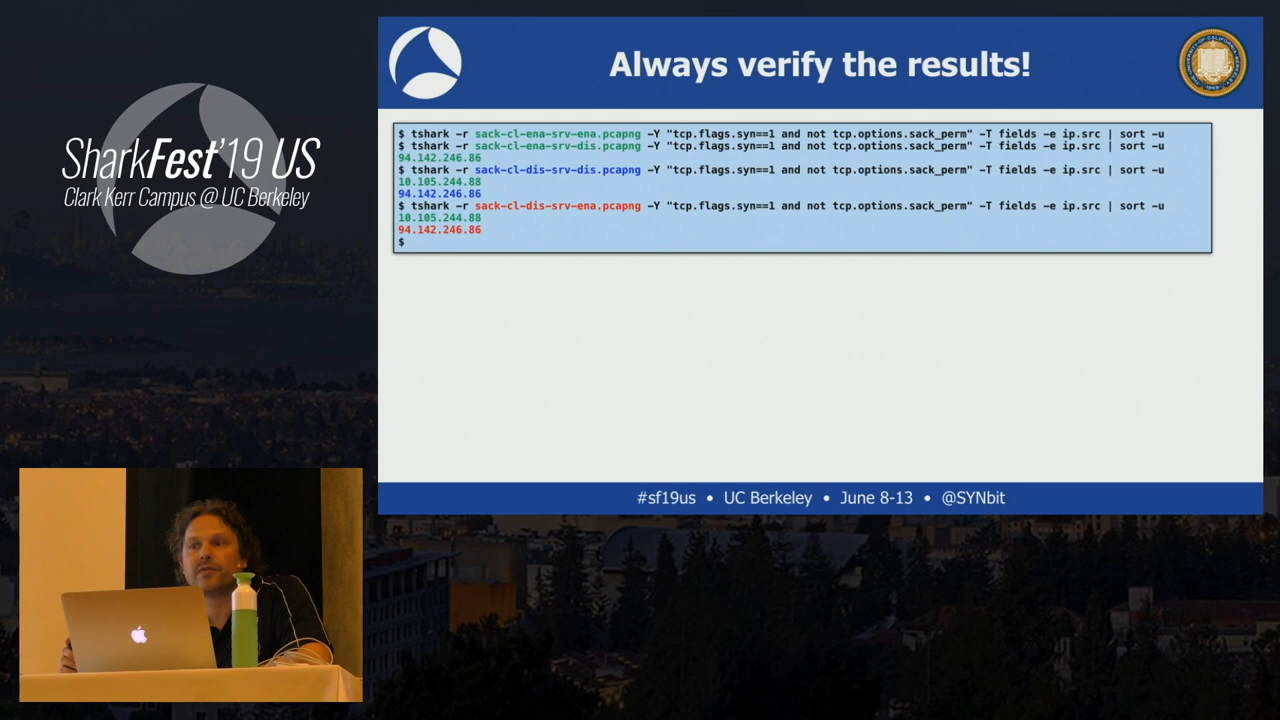 SharkFest'19 US
Clark Kerr Campus @ UC Berkeley
Always verify the results!
$ tshark -r sack-cl-ena-srv-ena.pcapng -Y "tcp.flags.syn==1 and not tcp.options.sack_perm" -T fields -e ip.src | sort -u
$ tshark -r sack-cl-ena-srv-dis.pcapng -Y "tcp.flags.syn==1 and not tcp.options.sack_perm" -T fields -e ip.src | sort -u
94.142.246.86
$ tshark -r sack-cl-dis-srv-dis.pcapng -Y "tcp.flags.syn==1 and not tcp.options.sack_perm" -T fields -e ip.src | sort -u
10.105.244.88
94.142.246.86
$ tshark -r sack-cl-dis-srv-ena.pcapng -Y "tcp.flags.syn==1 and not tcp.options.sack_perm" -T fields -e ip.src | sort -u
10.105.244.88
94.142.246.86
$
#sf19us • UC Berkeley • June 8-13 • @SYNbit